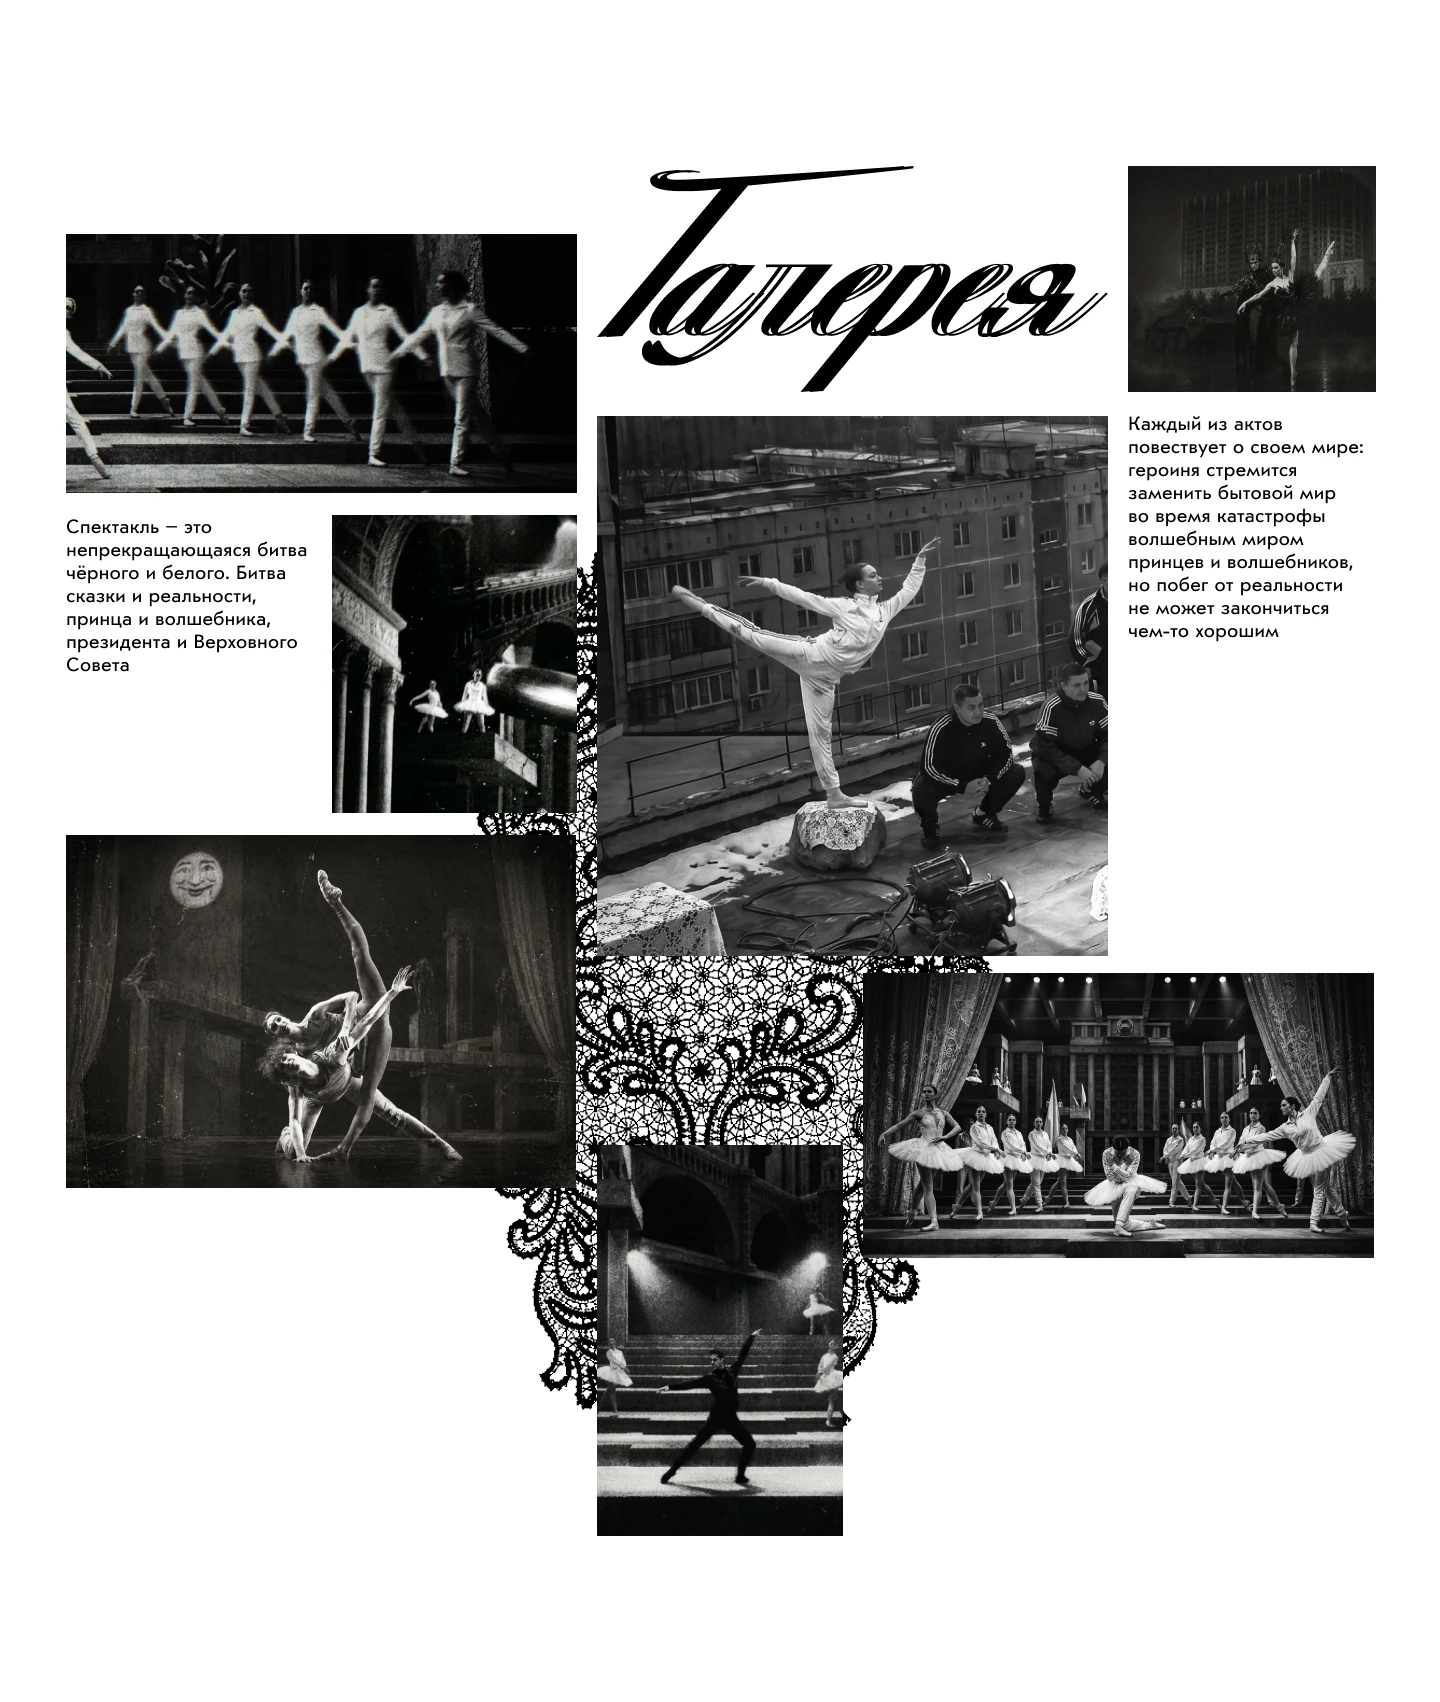 Галерея
Спектакль – это
непрекращающаяся битва
чёрного и белого. Битва
сказки и реальности,
принца и волшебника,
президента и Верховного
Совета
Каждый из актов
повествует о своем мире:
героиня стремится
заменить бытовой мир
во время катастрофы
волшебным миром
принцев и волшебников,
но побег от реальности
не может закончиться
чем-то хорошим